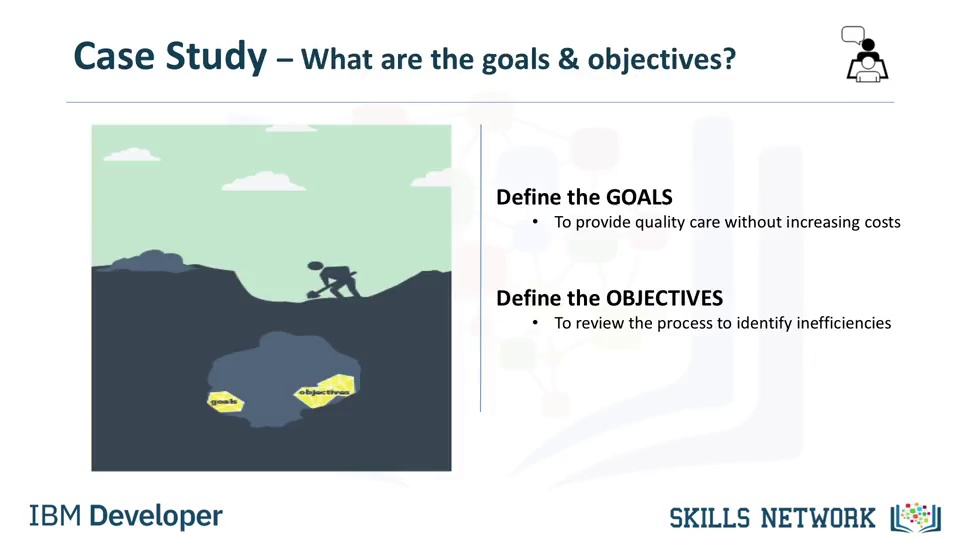 Case Study – What are the goals & objectives?
Define the GOALS
• To provide quality care without increasing costs
Define the OBJECTIVES
• To review the process to identify inefficiencies
goals
objectives
IBM Developer
SKILLS NETWORK